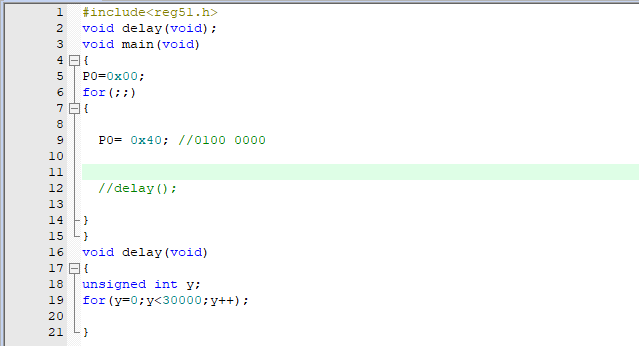 1 #include<reg51.h>
2 void delay(void);
3 void main(void)
4 {
5 P0=0x00;
6 for(;;)
7 {
8
9 P0= 0x40; //0100 0000
10
11
12 //delay();
13
14 }
15 }
16 void delay(void)
17 {
18 unsigned int y;
19 for(y=0;y<30000;y++);
20
21 }